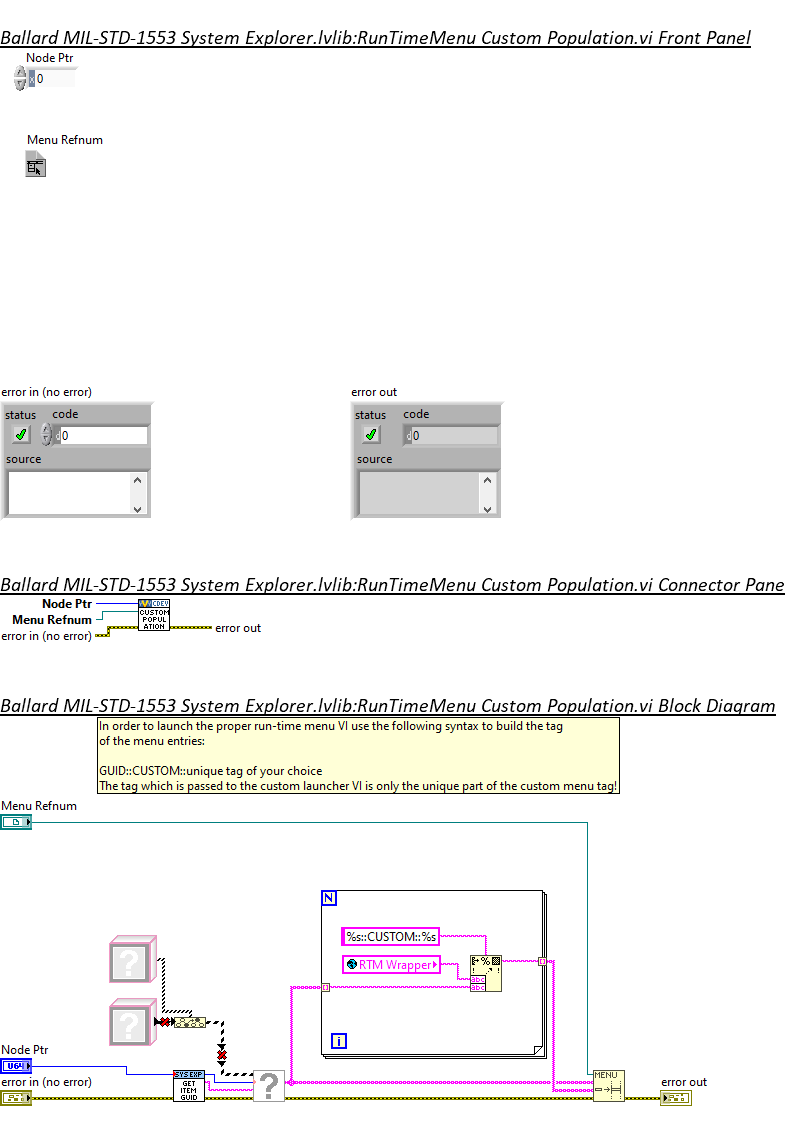 Ballard MIL-STD-1553 System Explorer.lvlib:RunTimeMenu Custom Population.vi Front Panel
Node Ptr
x 0
Menu Refnum
error in (no error)
status code
d 0
source
error out
status code
d 0
source
Ballard MIL-STD-1553 System Explorer.lvlib:RunTimeMenu Custom Population.vi Connector Pane
Node Ptr
Menu Refnum
error in (no error)
CDEV
CUSTOM
POPUL
ATION
error out
Ballard MIL-STD-1553 System Explorer.lvlib:RunTimeMenu Custom Population.vi Block Diagram
In order to launch the proper run-time menu VI use the following syntax to build the tag
of the menu entries:
GUID::CUSTOM::unique tag of your choice
The tag which is passed to the custom launcher VI is only the unique part of the custom menu tag!
Menu Refnum
N
%s::CUSTOM::%s
RTM Wrapper
%
abc
abc
i
?
?
Node Ptr
U64
error in (no error)
SYS EXP
GET
ITEM
GUID
?
MENU
error out